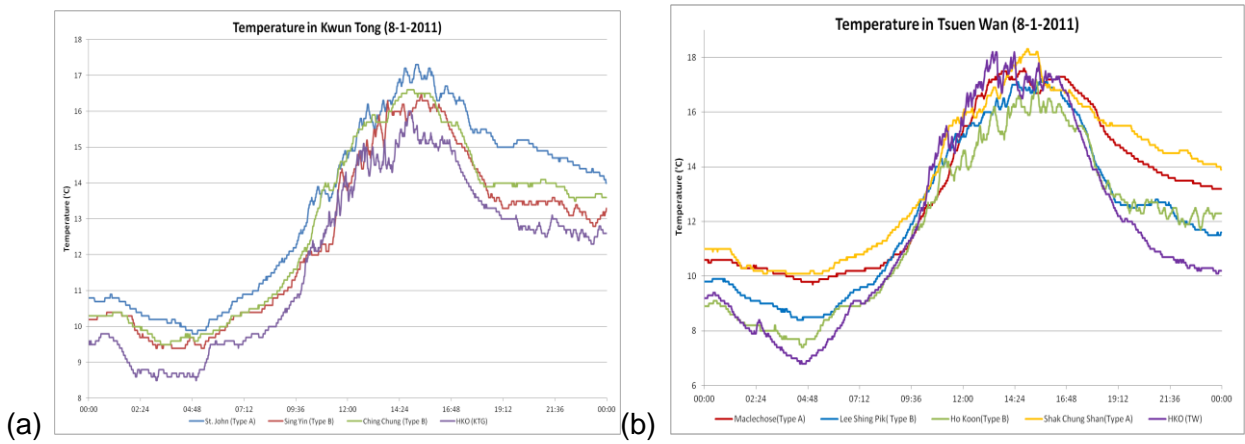 Temperature in Kwun Tong (8-1-2011)
18
17
16
15
14
13
12
11
10
9
8
Temperature (°C)
00:00 02:24 04:48 07:12 09:36 12:00 14:24 16:48 19:12 21:36 00:00
St. John (Type A) Sing Yin (Type B) Ching Chung (Type B) HKO (KTG)
(a)
Temperature in Tsuen Wan (8-1-2011)
18
16
14
12
10
8
6
Temperature (°C)
00:00 02:24 04:48 07:12 09:36 12:00 14:24 16:48 19:12 21:36 00:00
Maclechose(Type A) Lee Shing Pik( Type B) Ho Koon(Type B) Shak Chung Shan(Type A) HKO (TW)
(b)